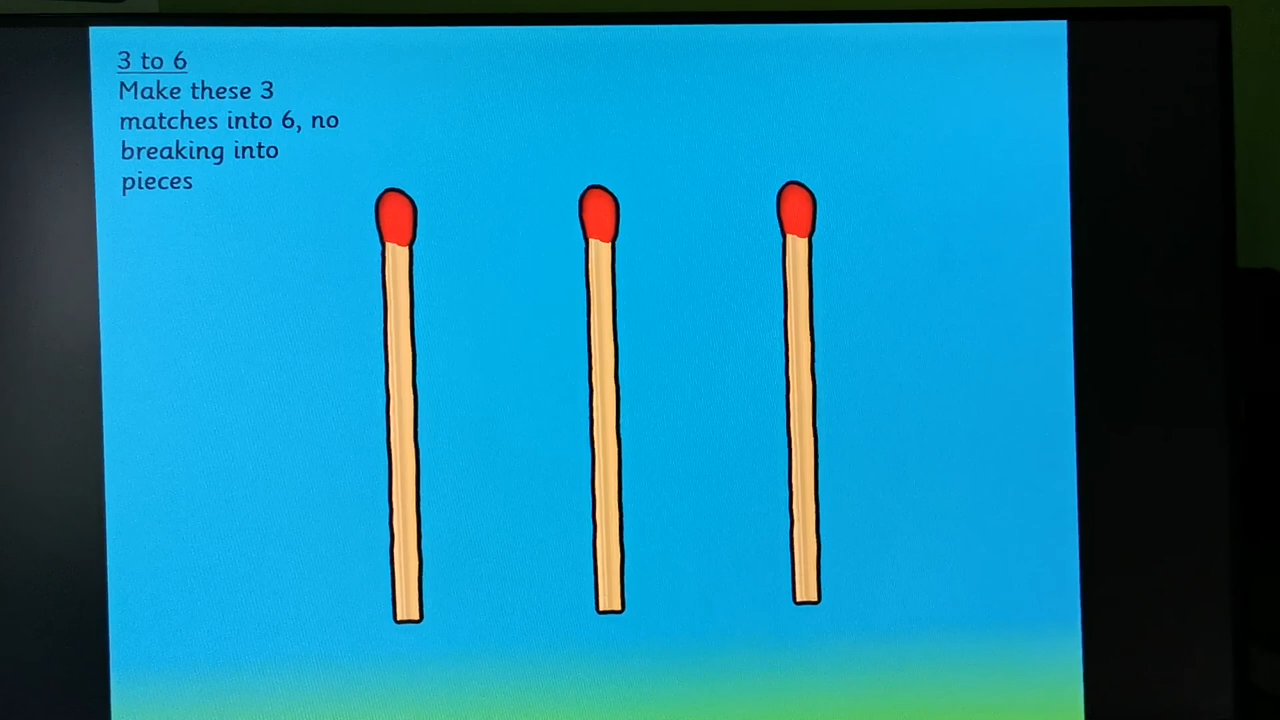 3 to 6
Make these 3
matches into 6, no
breaking into
pieces